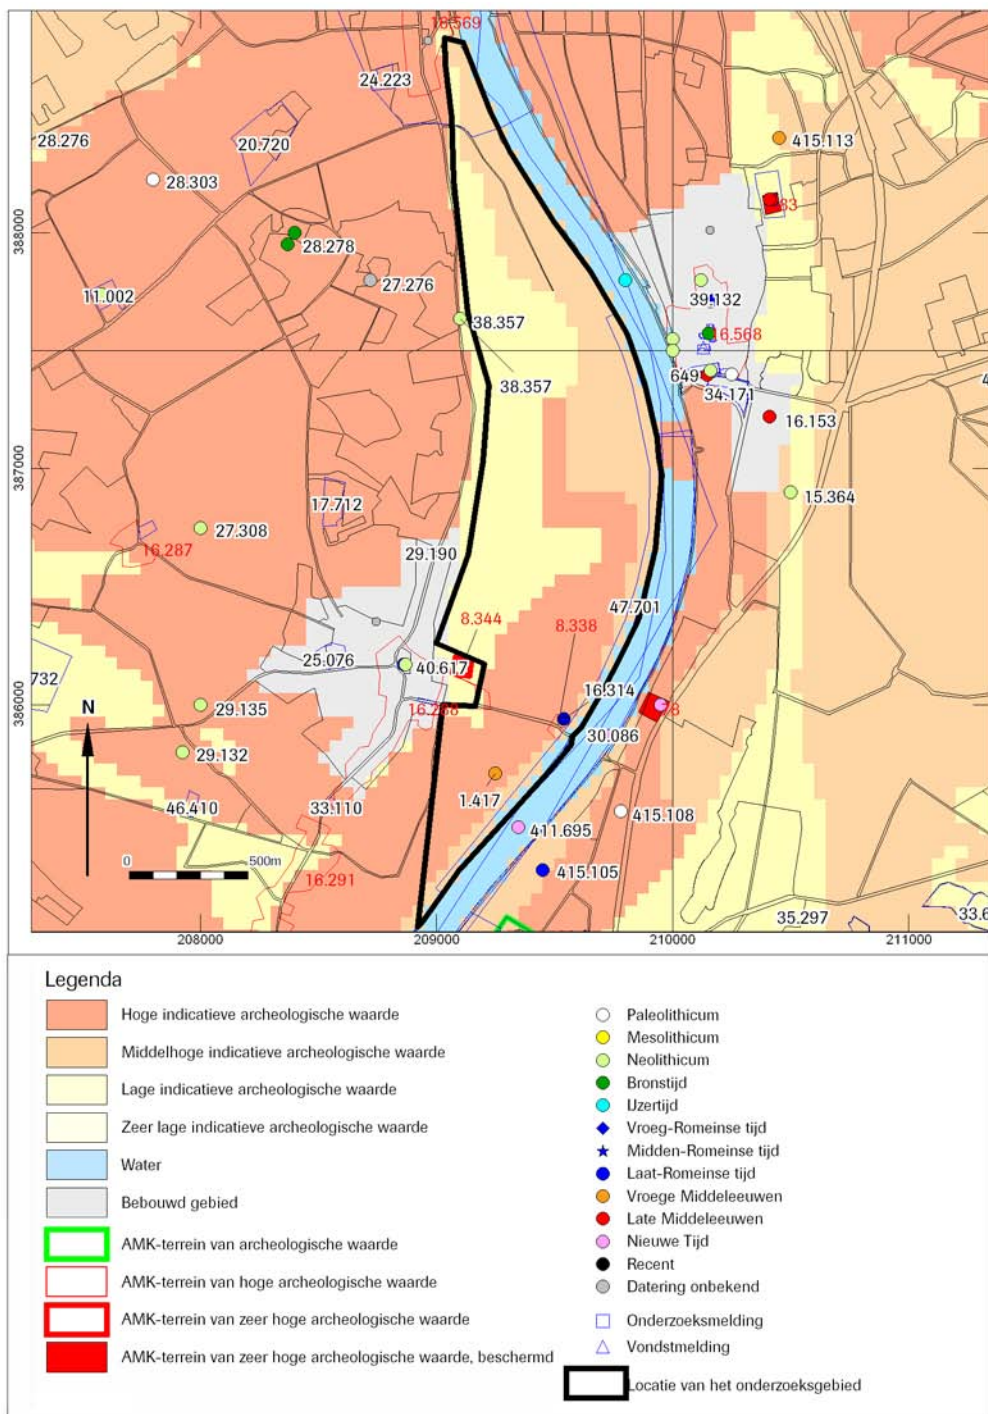 18.569
24.223
28.276
20.720
415.113
28.303
83
388000
28.278
27.276
11.002
39.132
38.357
16.568
38.357
649
34.171
16.153
387000
17.712
15.364
27.308
16.287
29.190
47.701
8.344
8.338
25.076
40.617
732
16.314
29.135
16.288
8
386000
N
30.086
29.132
1.417
46.410
33.110
415.108
411.695
0
500m
415.105
16.291
35.297
33.6
208000
209000
210000
211000
Legenda
Hoge indicatieve archeologische waarde
Middelhoge indicatieve archeologische waarde
Lage indicatieve archeologische waarde
Zeer lage indicatieve archeologische waarde
Water
Bebouwd gebied
AMK-terrein van archeologische waarde
AMK-terrein van hoge archeologische waarde
AMK-terrein van zeer hoge archeologische waarde
AMK-terrein van zeer hoge archeologische waarde, beschermd
Paleolithicum
Mesolithicum
Neolithicum
Bronstijd
IJzertijd
Vroeg-Romeinse tijd
Midden-Romeinse tijd
Laat-Romeinse tijd
Vroege Middeleeuwen
Late Middeleeuwen
Nieuwe Tijd
Recent
Datering onbekend
Onderzoeksmelding
Vondstmelding
Locatie van het onderzoeksgebied